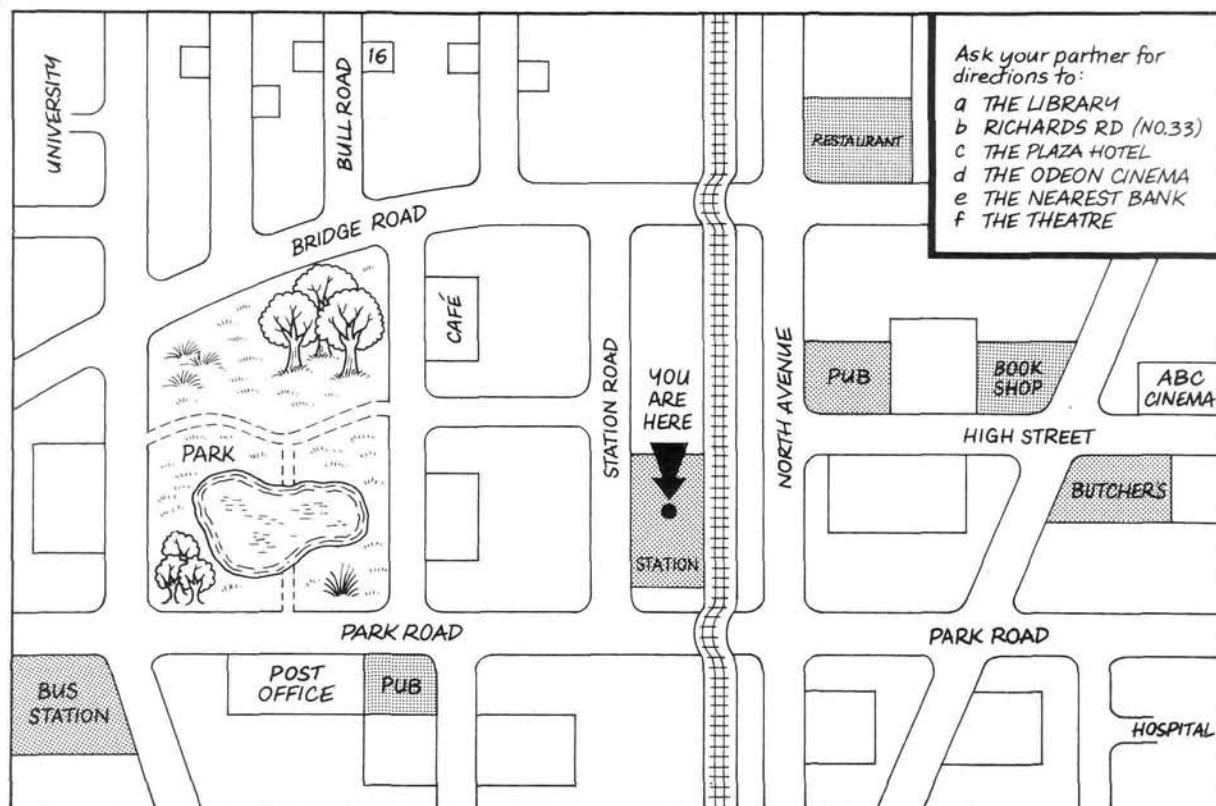 UNIVERSITY
BULL ROAD
16
BRIDGE ROAD
RESTAURANT
Ask your partner for
directions to:
a THE LIBRARY
b RICHARDS RD (NO.33)
c THE PLAZA HOTEL
d THE ODEON CINEMA
e THE NEAREST BANK
f THE THEATRE
CAFÉ
STATION ROAD
YOU
ARE
HERE
NORTH AVENUE
PUB
BOOK
SHOP
ABC
CINEMA
HIGH STREET
PARK
BUTCHERS
STATION
PARK ROAD
PARK ROAD
BUS
STATION
POST
OFFICE
PUB
HOSPITAL